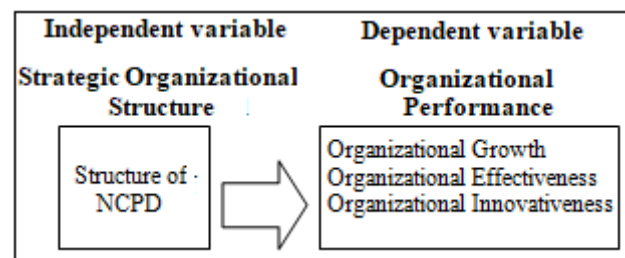 Independent variable
Dependent variable
Strategic Organizational
Structure
Organizational
Performance
Structure of
NCPD
Organizational Growth
Organizational Effectiveness
Organizational Innovativeness